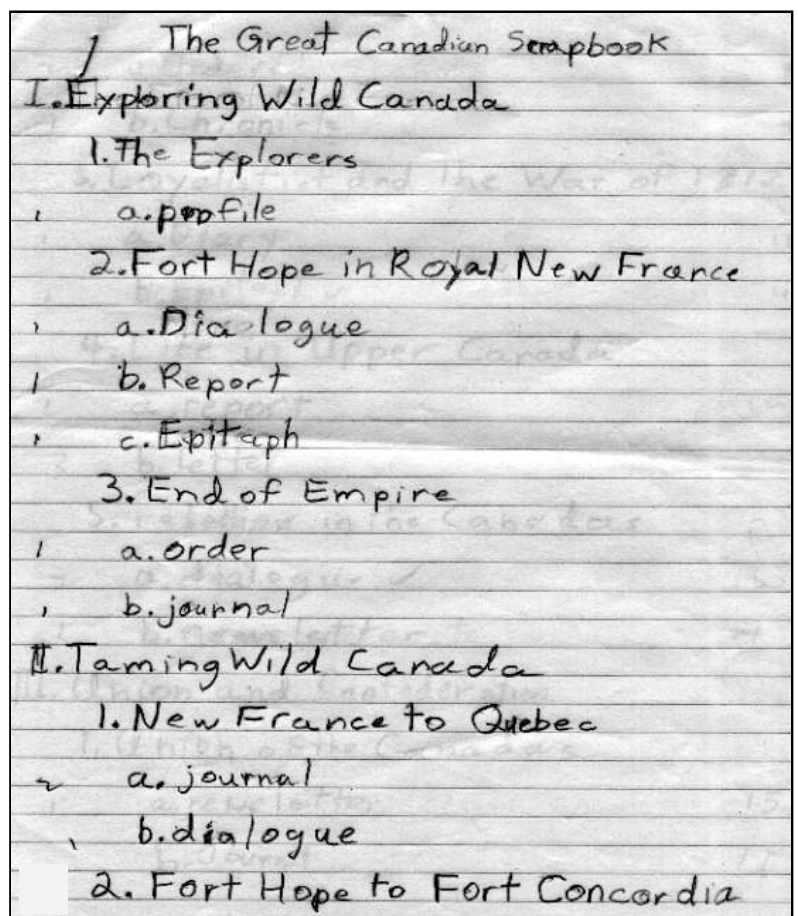 1 The Great Canadian Scrapbook
I. Exploring Wild Canada
1. The Explorers
a. profile
2. Fort Hope in Royal New France
a. Dialogue
b. Report
c. Epitaph
3. End of Empire
a. order
b. journal
II. Taming Wild Canada
1. New France to Quebec
a. journal
b. dialogue
2. Fort Hope to Fort Concordia